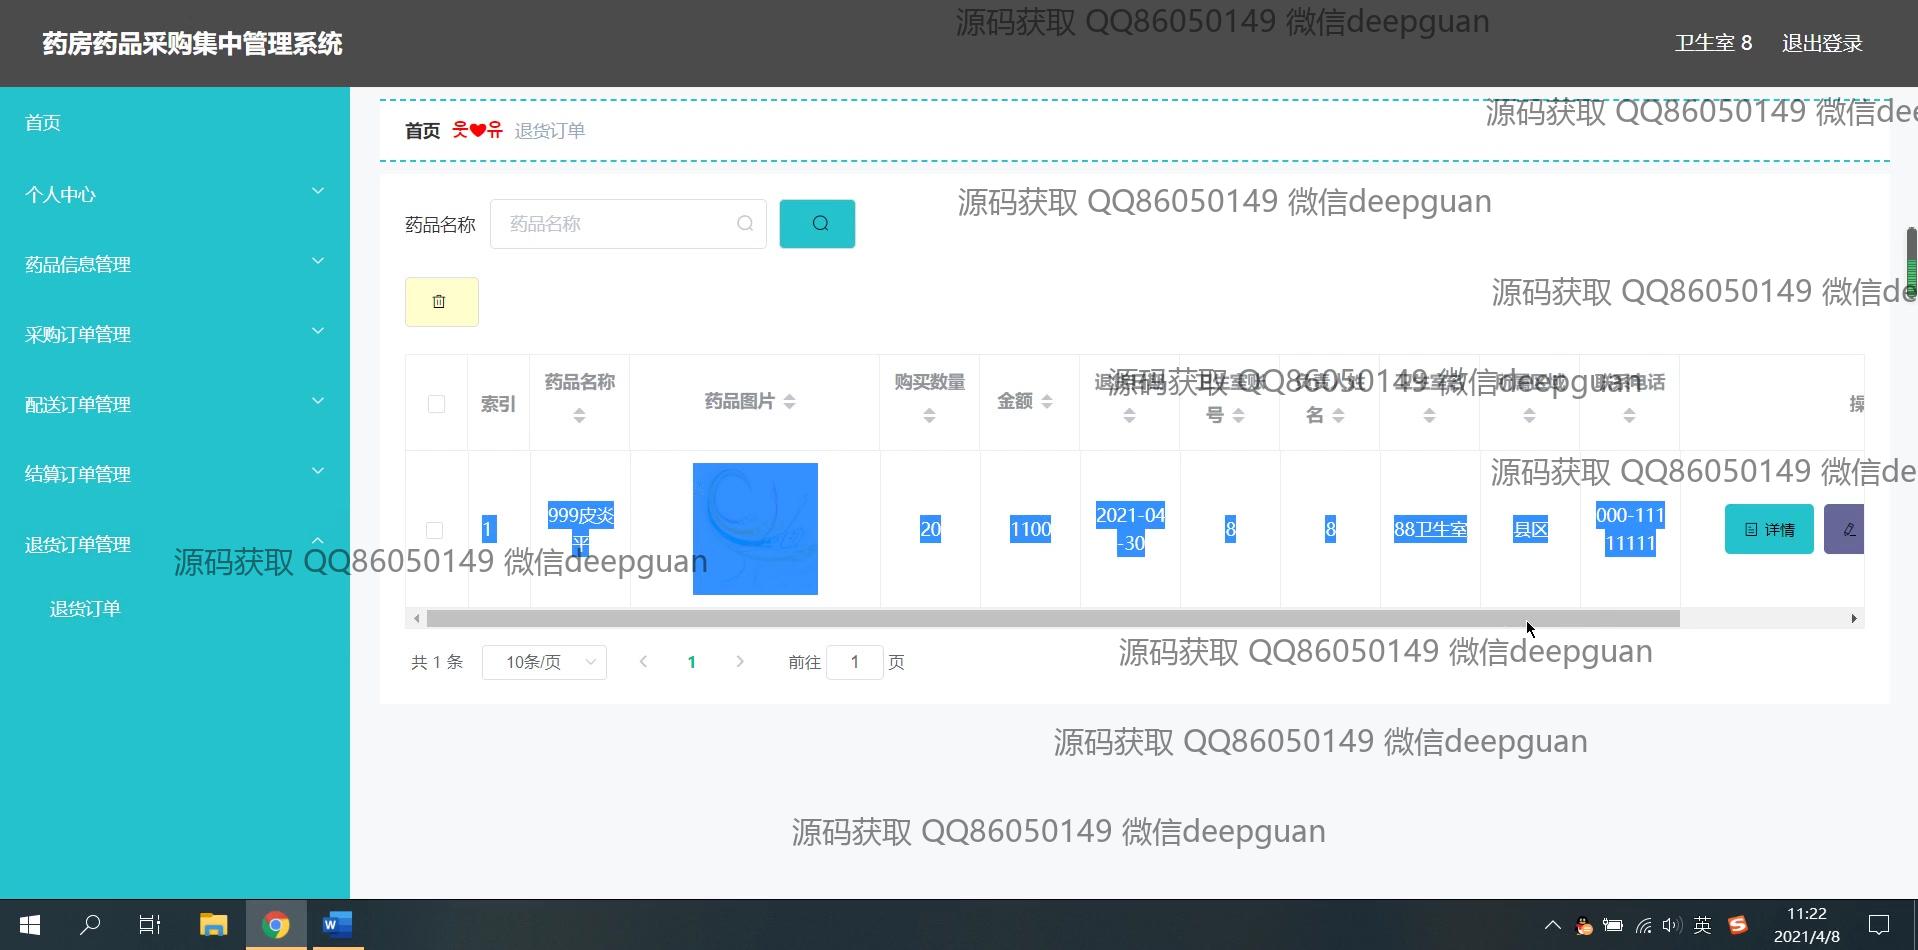 药房药品采购集中管理系统
源码获取 QQ86050149 微信deepguan
卫生室 8
退出登录
首页
个人中心
药品信息管理
采购订单管理
配送订单管理
结算订单管理
退货订单管理
退货订单
首页 웃❤유 退货订单
源码获取 QQ86050149 微信dee
药品名称
药品名称
源码获取 QQ86050149 微信deepguan
源码获取 QQ86050149 微信de
索引
药品名称
药品图片
购买数量
金额
号
名
源码获取 QQ86050149 微信deepguan
操
源码获取 QQ86050149 微信de
1
999皮炎
平
20
1100
2021-04
-30
8
8
88卫生室
县区
000-111
11111
详情
源码获取 QQ86050149 微信deepguan
共 1 条
10条/页
1
前往 1 页
源码获取 QQ86050149 微信deepguan
源码获取 QQ86050149 微信deepguan
源码获取 QQ86050149 微信deepguan
英
11:22
2021/4/8